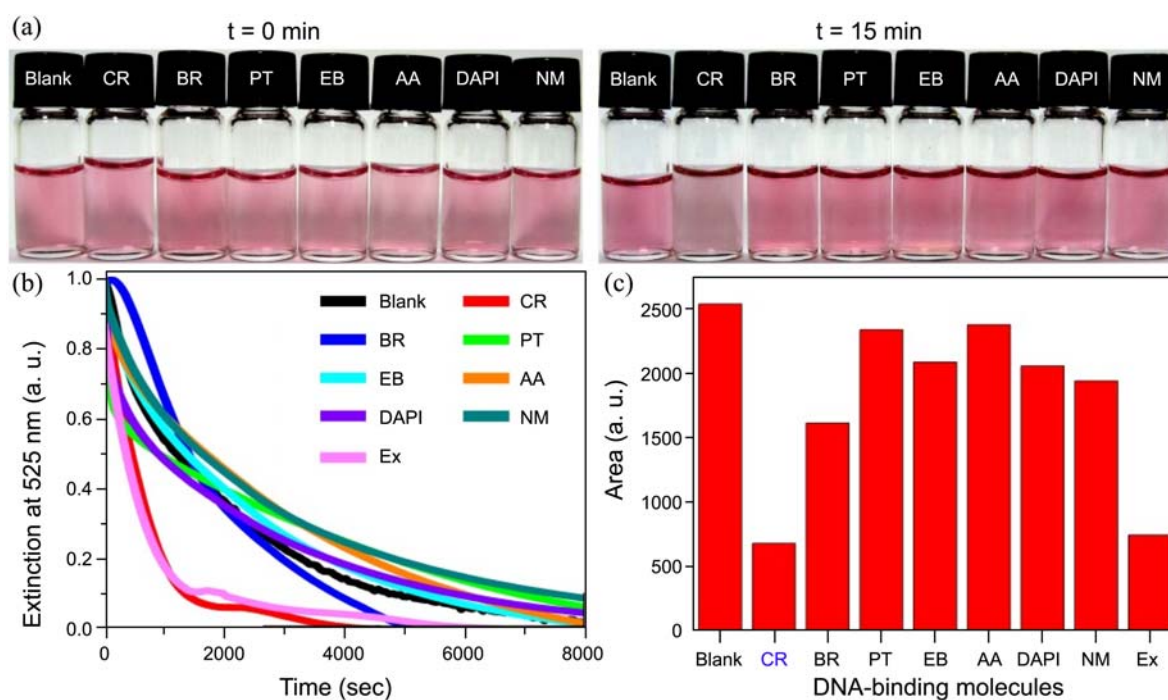 (a)
t = 0 min
t = 15 min
Blank CR BR PT EB AA DAPI NM
Blank CR BR PT EB AA DAPI NM
(b)
1.0
0.8
0.6
0.4
0.2
0.0
Extinction at 525 nm (a. u.)
Blank
CR
BR
PT
EB
AA
DAPI
NM
Ex
0 2000 4000 6000 8000
Time (sec)
(c)
2500
2000
1500
1000
500
0
Area (a. u.)
Blank CR BR PT EB AA DAPI NM Ex
DNA-binding molecules